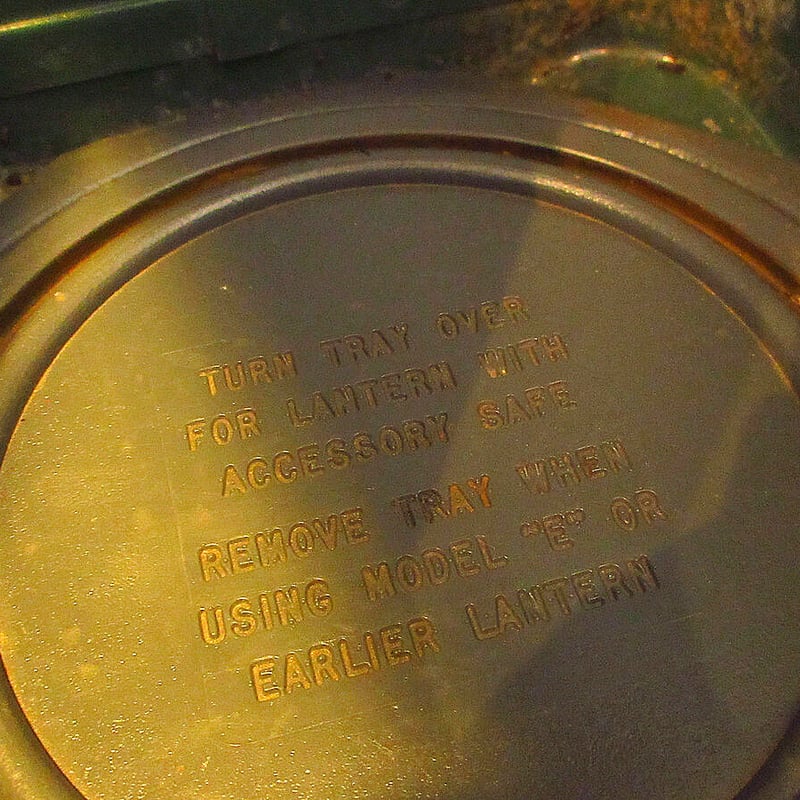 TURN TRAY OVER
FOR LANTERN WITH
ACCESSORY SAFE
REMOVE TRAY WHEN
USING MODEL "E" OR
EARLIER LANTERN